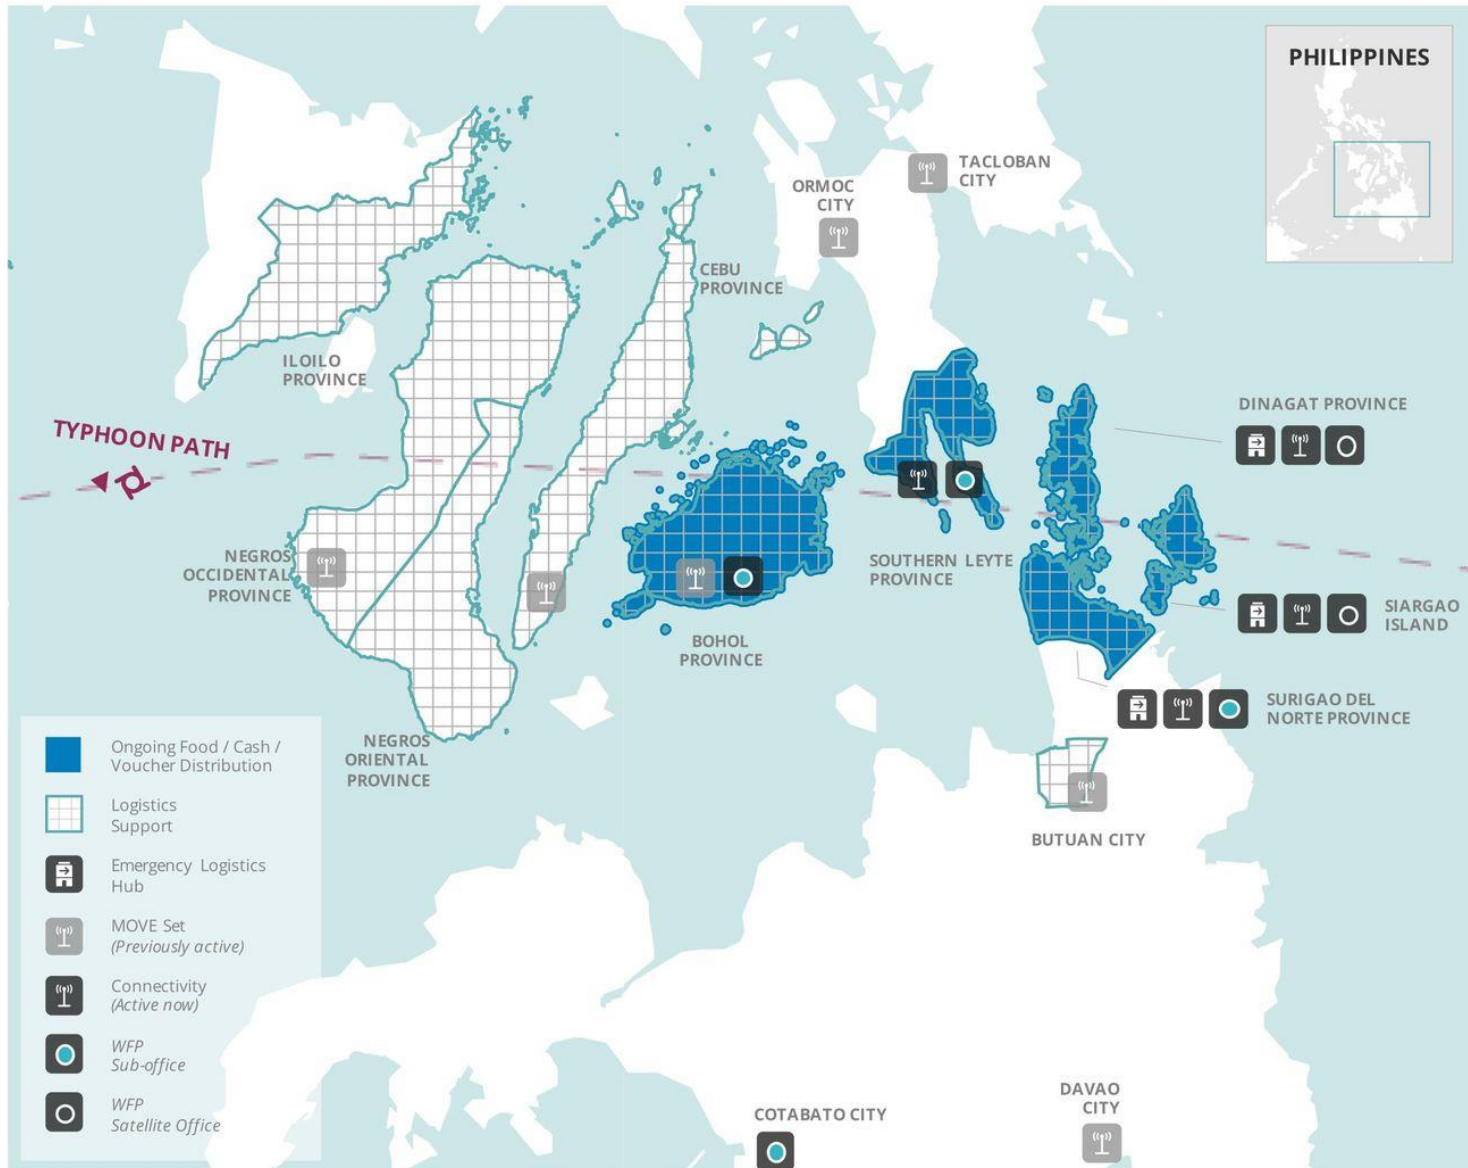 PHILIPPINES
TACLOBAN
CITY
ORMOC
CITY
CEBU
PROVINCE
ILOILO
PROVINCE
DINAGAT PROVINCE
TYPHOON PATH
NEGROS
OCCIDENTAL
PROVINCE
SOUTHERN LEYTE
PROVINCE
SIARGAO
ISLAND
BOHOL
PROVINCE
SURIGAO DEL
NORTE PROVINCE
NEGROS
ORIENTAL
PROVINCE
BUTUAN CITY
Ongoing Food / Cash /
Voucher Distribution
Logistics
Support
Emergency Logistics
Hub
MOVE Set
(Previously active)
Connectivity
(Active now)
WFP
Sub-office
WFP
Satellite Office
COTABATO CITY
DAVAO
CITY